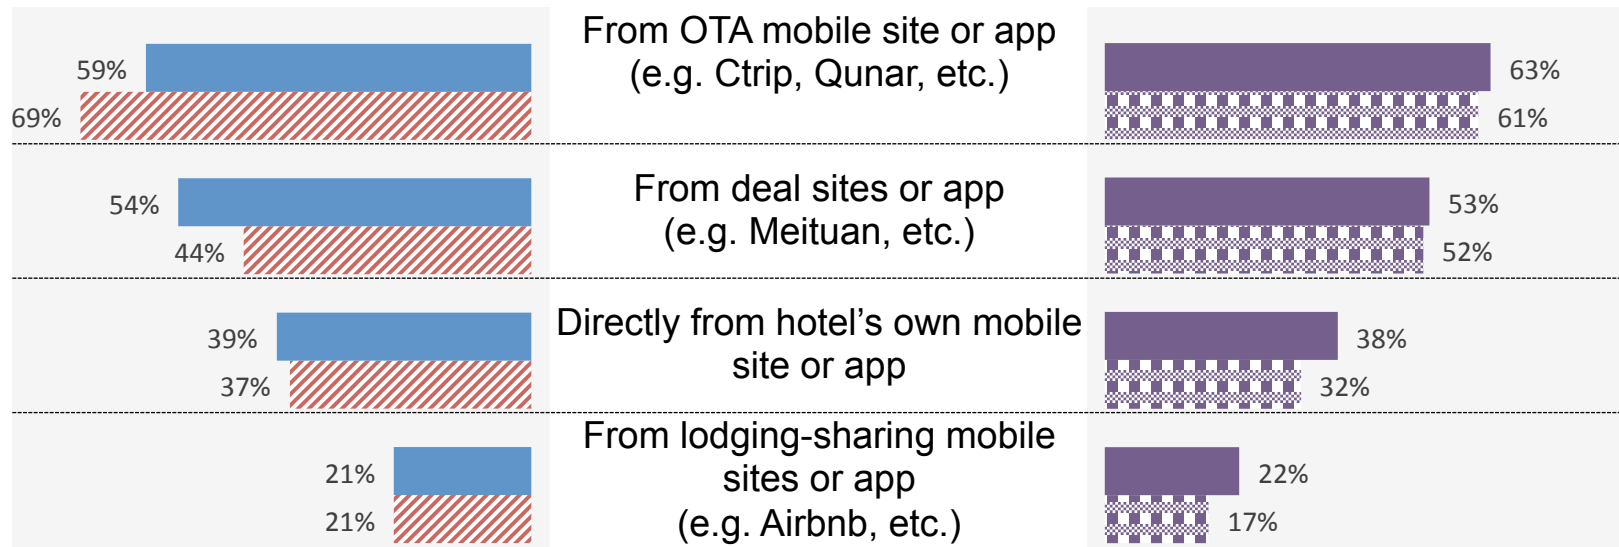 From OTA mobile site or app
(e.g. Ctrip, Qunar, etc.)
59%
69%
63%
61%
From deal sites or app
(e.g. Meituan, etc.)
54%
44%
53%
52%
Directly from hotel’s own mobile
site or app
39%
37%
38%
32%
From lodging-sharing mobile
sites or app
(e.g. Airbnb, etc.)
21%
21%
22%
17%